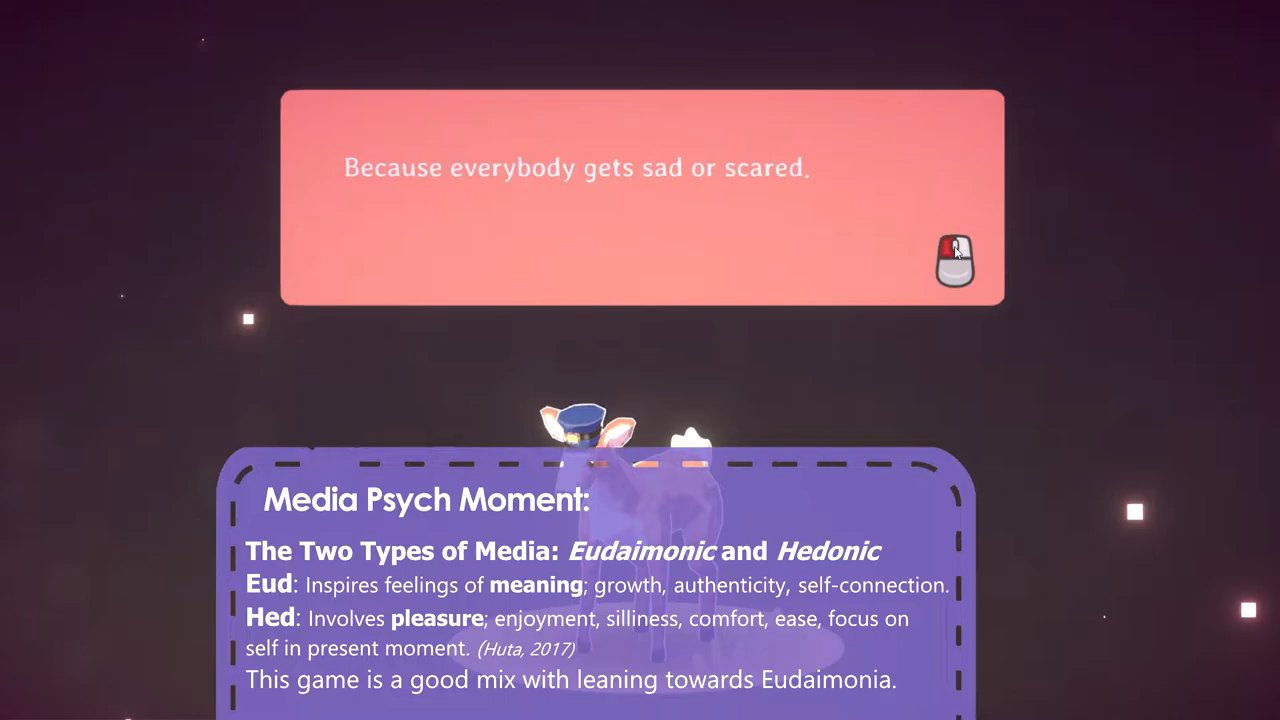 Because everybody gets sad or scared.
Media Psych Moment:
The Two Types of Media: Eudaimonic and Hedonic
Eud: Inspires feelings of meaning; growth, authenticity, self-connection.
Hed: Involves pleasure; enjoyment, silliness, comfort, ease, focus on
self in present moment. (Huta, 2017)
This game is a good mix with leaning towards Eudaimonia.